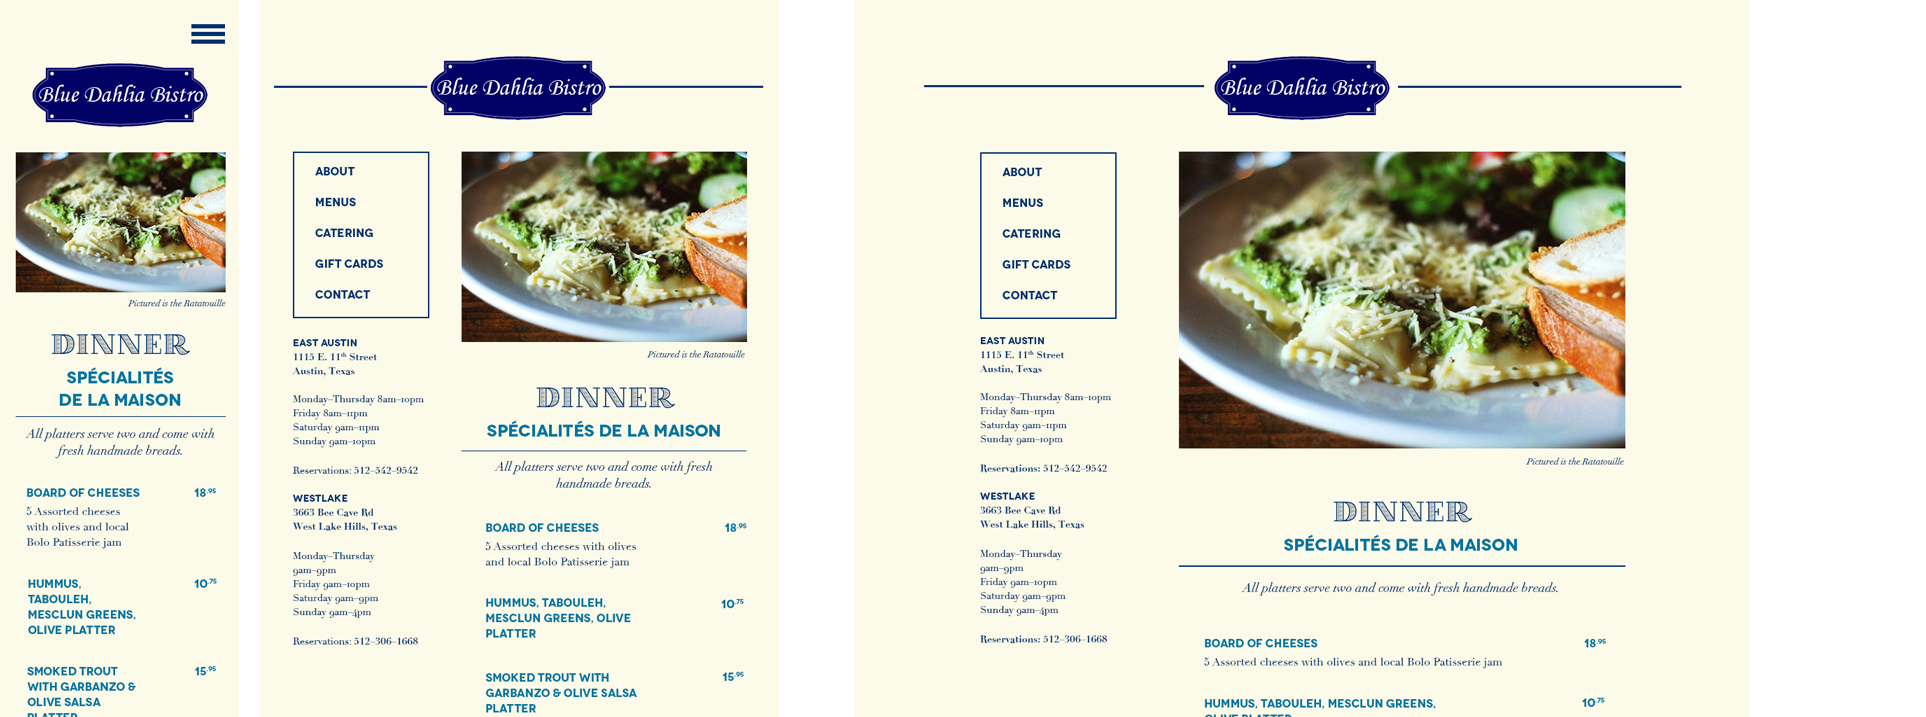 Blue Dahlia Bistro
Pictured is the Ratatouille
DINNER
SPÉCIALITÉS
DE LA MAISON
All platters serve two and come with
fresh handmade breads.
BOARD OF CHEESES 18.95
5 Assorted cheeses
with olives and local
Bolo Patisserie jam
HUMMUS, 10.75
TABOULEH,
MESCLUN GREENS,
OLIVE PLATTER
SMOKED TROUT 15.95
WITH GARBANZO &
OLIVE SALSA
PLATTER
Blue Dahlia Bistro
ABOUT
MENUS
CATERING
GIFT CARDS
CONTACT
EAST AUSTIN
1115 E. 11th Street
Austin, Texas
Monday–Thursday 8am–10pm
Friday 8am–11pm
Saturday 9am–11pm
Sunday 9am–10pm
Reservations: 512–542–9542
WESTLAKE
3663 Bee Cave Rd
West Lake Hills, Texas
Monday–Thursday
9am–9pm
Friday 9am–10pm
Saturday 9am–9pm
Sunday 9am–4pm
Reservations: 512–306–1668
Pictured is the Ratatouille
DINNER
SPÉCIALITÉS DE LA MAISON
All platters serve two and come with fresh
handmade breads.
BOARD OF CHEESES 18.95
5 Assorted cheeses with olives
and local Bolo Patisserie jam
HUMMUS, TABOULEH, 10.75
MESCLUN GREENS, OLIVE
PLATTER
SMOKED TROUT WITH 15.95
GARBANZO & OLIVE SALSA
PLATTER
Blue Dahlia Bistro
ABOUT
MENUS
CATERING
GIFT CARDS
CONTACT
EAST AUSTIN
1115 E. 11th Street
Austin, Texas
Monday–Thursday 8am–10pm
Friday 8am–11pm
Saturday 9am–11pm
Sunday 9am–10pm
Reservations: 512–542–9542
WESTLAKE
3663 Bee Cave Rd
West Lake Hills, Texas
Monday–Thursday
9am–9pm
Friday 9am–10pm
Saturday 9am–9pm
Sunday 9am–4pm
Reservations: 512–306–1668
Pictured is the Ratatouille
DINNER
SPÉCIALITÉS DE LA MAISON
All platters serve two and come with fresh handmade breads.
BOARD OF CHEESES 18.95
5 Assorted cheeses with olives and local Bolo Patisserie jam
HUMMUS, TABOULEH, MESCLUN GREENS, 10.75
OLIVE PLATTER